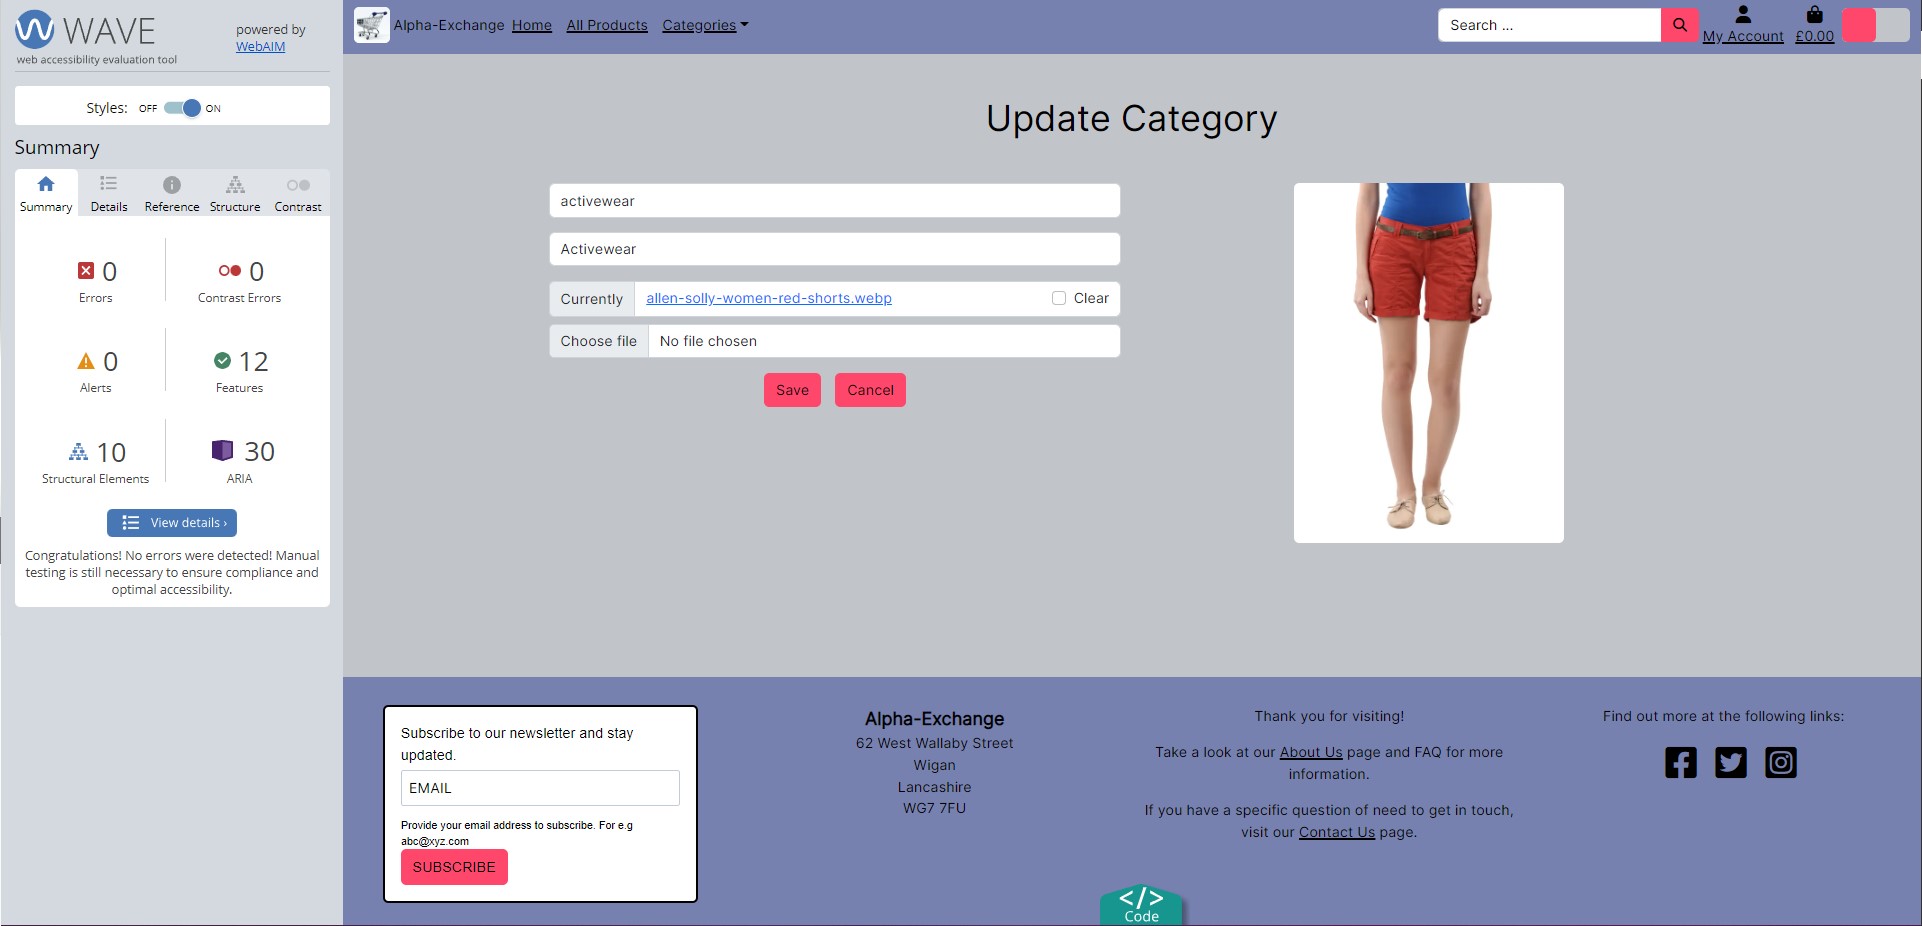 WAVE
powered by
WebAIM
web accessibility evaluation tool
Styles: OFF ON
Summary
Summary Details Reference Structure Contrast
0
Errors
0
Contrast Errors
0
Alerts
12
Features
10
Structural Elements
30
ARIA
View details ›
Congratulations! No errors were detected! Manual
testing is still necessary to ensure compliance and
optimal accessibility.
Alpha-Exchange Home All Products Categories
Search ...
My Account
£0.00
Update Category
activewear
Activewear
Currently allen-solly-women-red-shorts.webp Clear
Choose file No file chosen
Save Cancel
Subscribe to our newsletter and stay
updated.
EMAIL
Provide your email address to subscribe. For e.g
abc@xyz.com
SUBSCRIBE
Alpha-Exchange
62 West Wallaby Street
Wigan
Lancashire
WG7 7FU
Thank you for visiting!
Take a look at our About Us page and FAQ for more
information.
If you have a specific question of need to get in touch,
visit our Contact Us page.
Find out more at the following links:
</>
Code